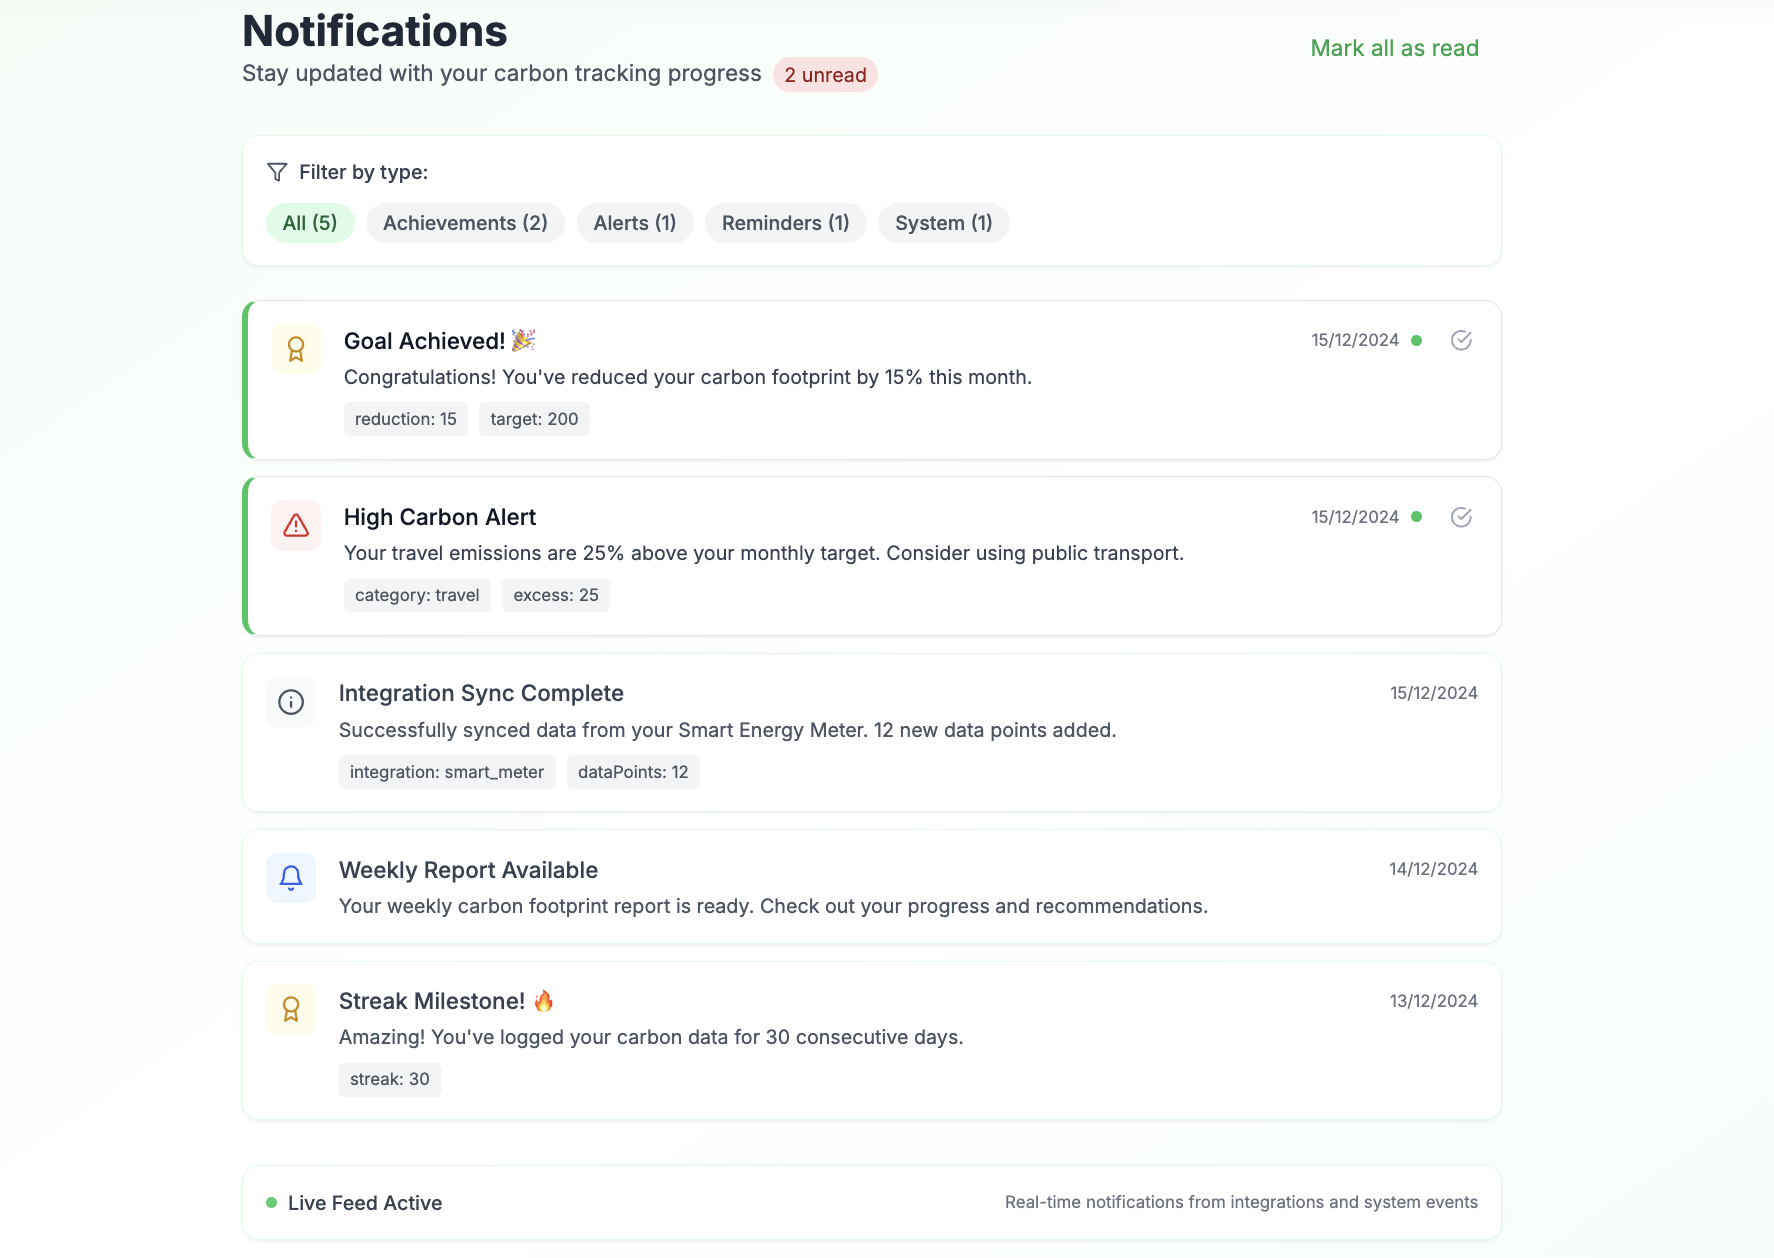 Notifications
Mark all as read
Stay updated with your carbon tracking progress 2 unread
Filter by type:
All (5) Achievements (2) Alerts (1) Reminders (1) System (1)
Goal Achieved! 🎉 15/12/2024
Congratulations! You've reduced your carbon footprint by 15% this month.
reduction: 15 target: 200
High Carbon Alert 15/12/2024
Your travel emissions are 25% above your monthly target. Consider using public transport.
category: travel excess: 25
Integration Sync Complete 15/12/2024
Successfully synced data from your Smart Energy Meter. 12 new data points added.
integration: smart_meter dataPoints: 12
Weekly Report Available 14/12/2024
Your weekly carbon footprint report is ready. Check out your progress and recommendations.
Streak Milestone! 🔥 13/12/2024
Amazing! You've logged your carbon data for 30 consecutive days.
streak: 30
Live Feed Active Real-time notifications from integrations and system events